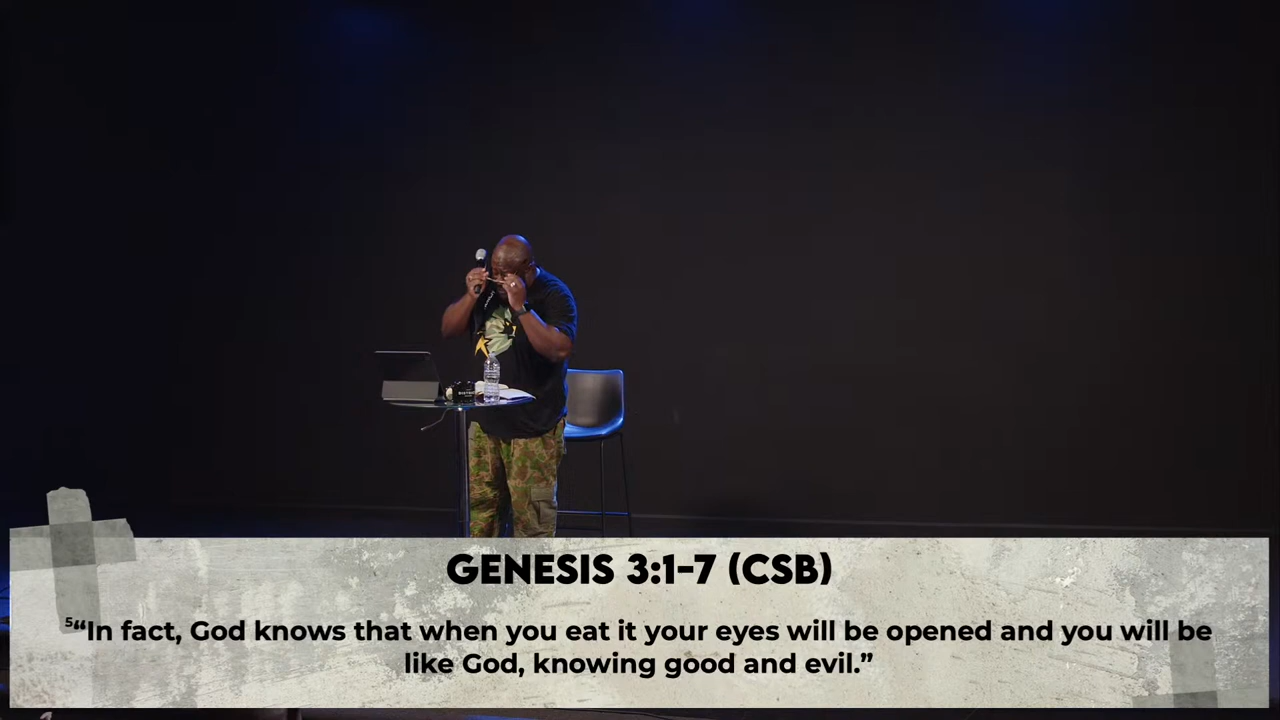 GENESIS 3:1-7 (CSB)
⁵“In fact, God knows that when you eat it your eyes will be opened and you will be
like God, knowing good and evil.”